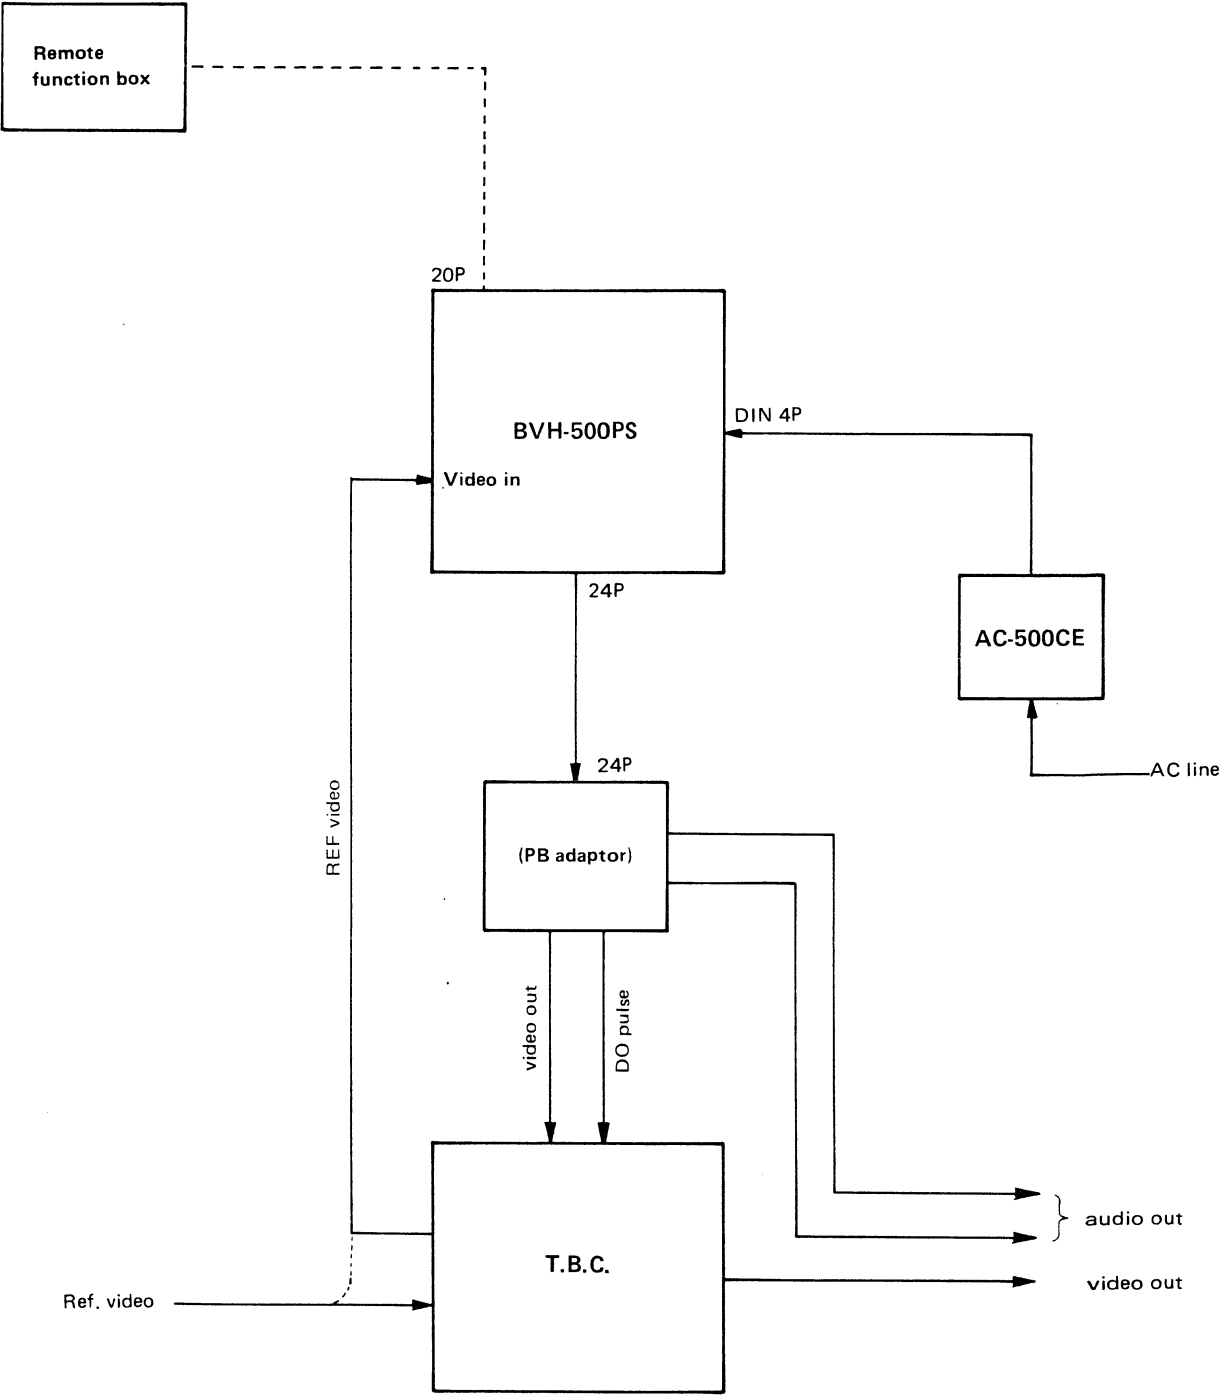 Remote
function box
20P
DIN 4P
BVH-500PS
Video in
24P
AC-500CE
24P
AC line
REF video
(PB adaptor)
video out
DO pulse
audio out
T.B.C.
video out
Ref. video